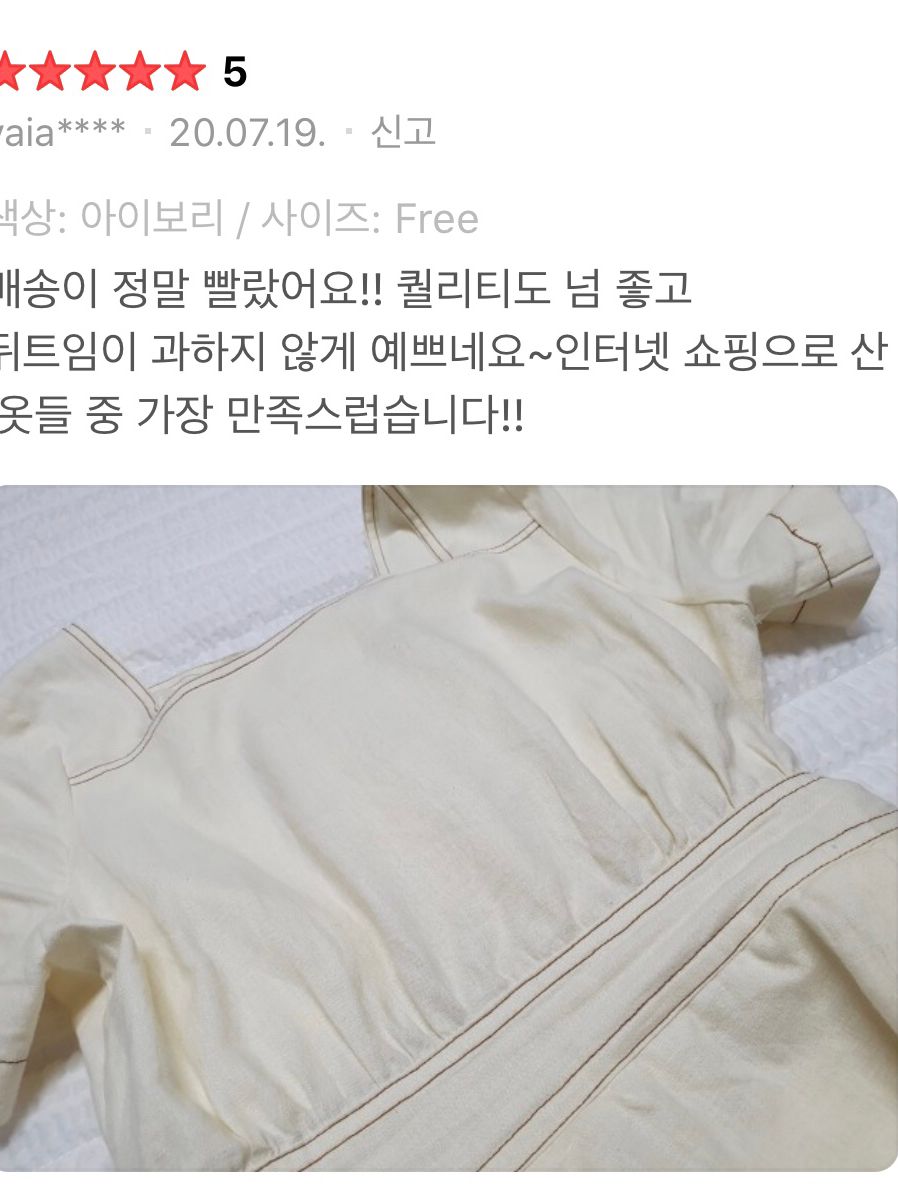 5
aia**** · 20.07.19. · 신고
색상: 아이보리 / 사이즈: Free
배송이 정말 빨랐어요!! 퀄리티도 넘 좋고
뒤트임이 과하지 않게 예쁘네요~인터넷 쇼핑으로 산
옷들 중 가장 만족스럽습니다!!